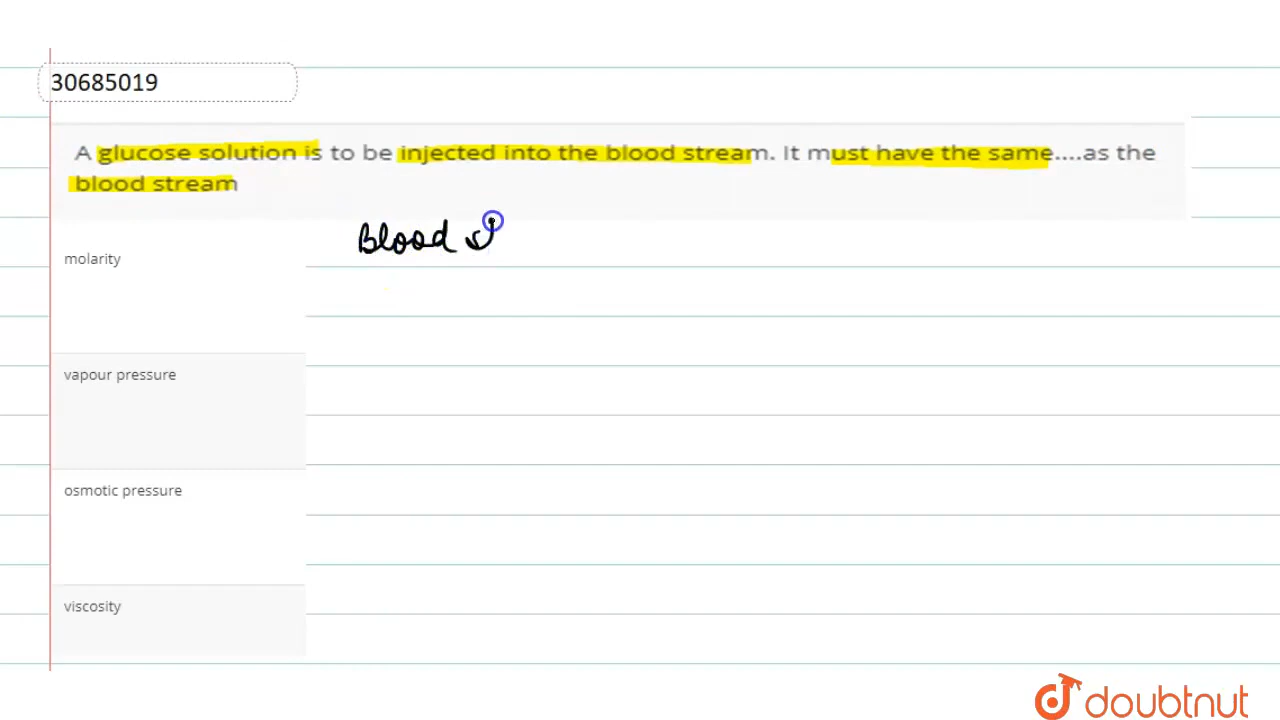 30685019
A glucose solution is to be injected into the blood stream. It must have the same....as the
blood stream
Blood
molarity
vapour pressure
osmotic pressure
viscosity
doubtnut